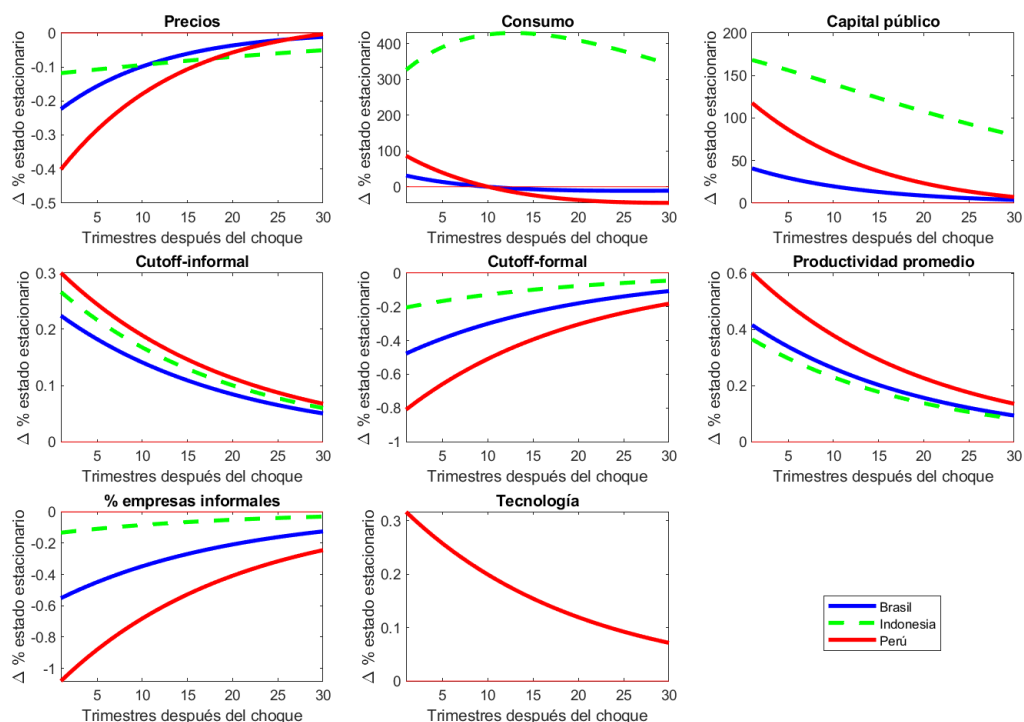 Precios
Δ % estado estacionario
0
-0.1
-0.2
-0.3
-0.4
-0.5
5 10 15 20 25 30
Trimestres después del choque
Consumo
Δ % estado estacionario
400
300
200
100
0
5 10 15 20 25 30
Trimestres después del choque
Capital público
Δ % estado estacionario
200
150
100
50
0
5 10 15 20 25 30
Trimestres después del choque
Cutoff-informal
Δ % estado estacionario
0.3
0.2
0.1
0
5 10 15 20 25 30
Trimestres después del choque
Cutoff-formal
Δ % estado estacionario
0
-0.2
-0.4
-0.6
-0.8
-1
5 10 15 20 25 30
Trimestres después del choque
Productividad promedio
Δ % estado estacionario
0.6
0.4
0.2
0
5 10 15 20 25 30
Trimestres después del choque
% empresas informales
Δ % estado estacionario
0
-0.2
-0.4
-0.6
-0.8
-1
5 10 15 20 25 30
Trimestres después del choque
Tecnología
Δ % estado estacionario
0.3
0.2
0.1
0
5 10 15 20 25 30
Trimestres después del choque
Brasil
Indonesia
Perú